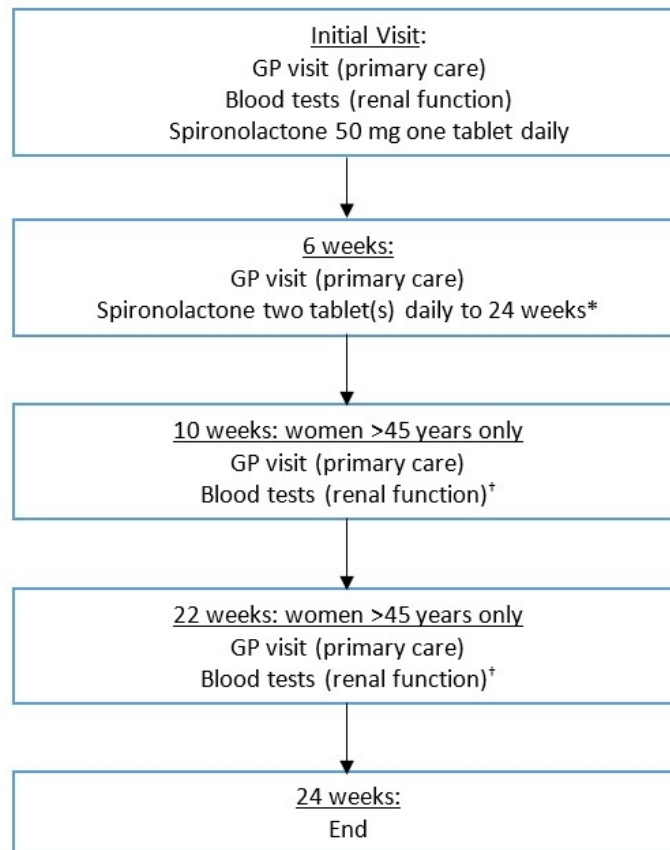 Initial Visit:
GP visit (primary care)
Blood tests (renal function)
Spironolactone 50 mg one tablet daily
6 weeks:
GP visit (primary care)
Spironolactone two tablet(s) daily to 24 weeks*
10 weeks: women >45 years only
GP visit (primary care)
Blood tests (renal function)†
22 weeks: women >45 years only
GP visit (primary care)
Blood tests (renal function)†
24 weeks:
End